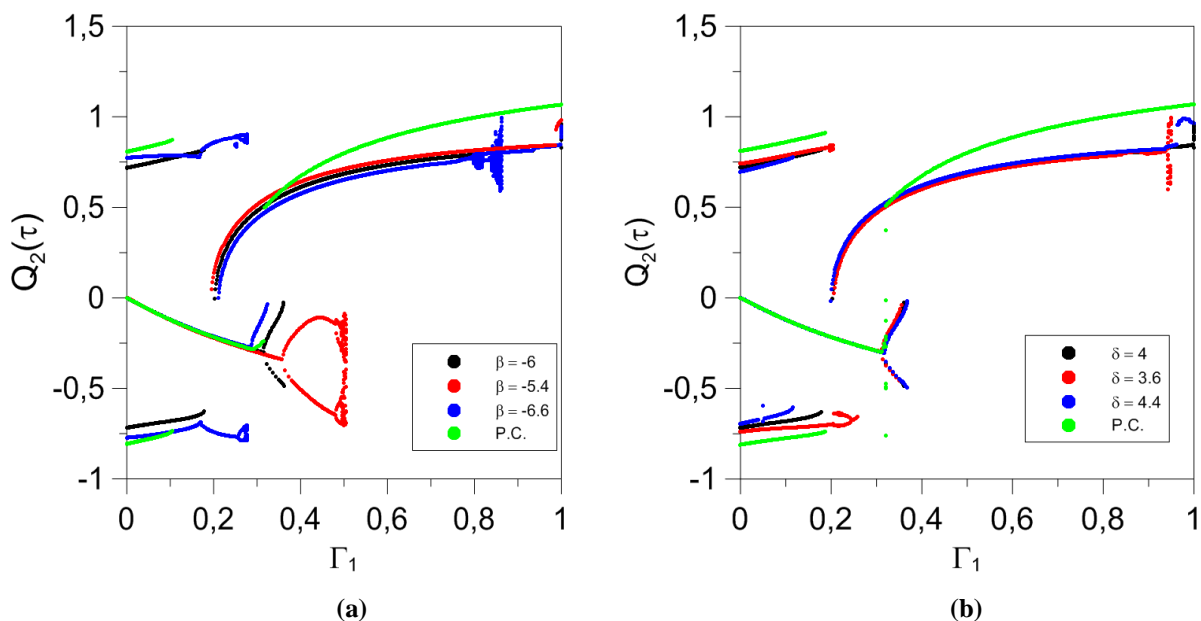 1,5
1
0,5
0
-0,5
-1
Q₂(τ)
0 0,2 0,4 0,6 0,8 1
Γ₁
β = -6
β = -5.4
β = -6.6
P.C.
(a)
1,5
1
0,5
0
-0,5
-1
Q₂(τ)
0 0,2 0,4 0,6 0,8 1
Γ₁
δ = 4
δ = 3.6
δ = 4.4
P.C.
(b)